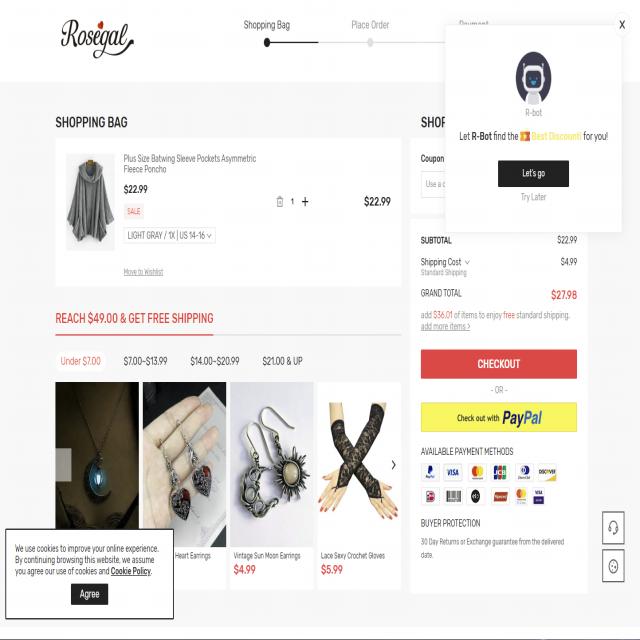 Rosegal
Shopping Bag
Place Order
X
R-bot
Let R-Bot find the Best Discount! for you!
Let's go
Try Later
SHOPPING BAG
Plus Size Batwing Sleeve Pockets Asymmetric
Fleece Poncho
$22.99
SALE
LIGHT GRAY / 1X | US 14-16
Move to Wishlist
1 +
$22.99
Coupon
SUBTOTAL
$22.99
Shipping Cost
$4.99
Standard Shipping
GRAND TOTAL
$27.98
add $36.01 of items to enjoy free standard shipping.
add more items >
CHECKOUT
- OR -
Check out with PayPal
AVAILABLE PAYMENT METHODS
PayPal
VISA
JCB
DISCOVER
VISA
BUYER PROTECTION
30 Day Returns or Exchange guarantee from the delivered
date.
REACH $49.00 & GET FREE SHIPPING
Under $7.00
$7.00-$13.99
$14.00-$20.99
$21.00 & UP
Heart Earrings
Vintage Sun Moon Earrings
$4.99
Lace Sexy Crochet Gloves
$5.99
We use cookies to improve your online experience.
By continuing browsing this website, we assume
you agree our use of cookies and Cookie Policy.
Agree